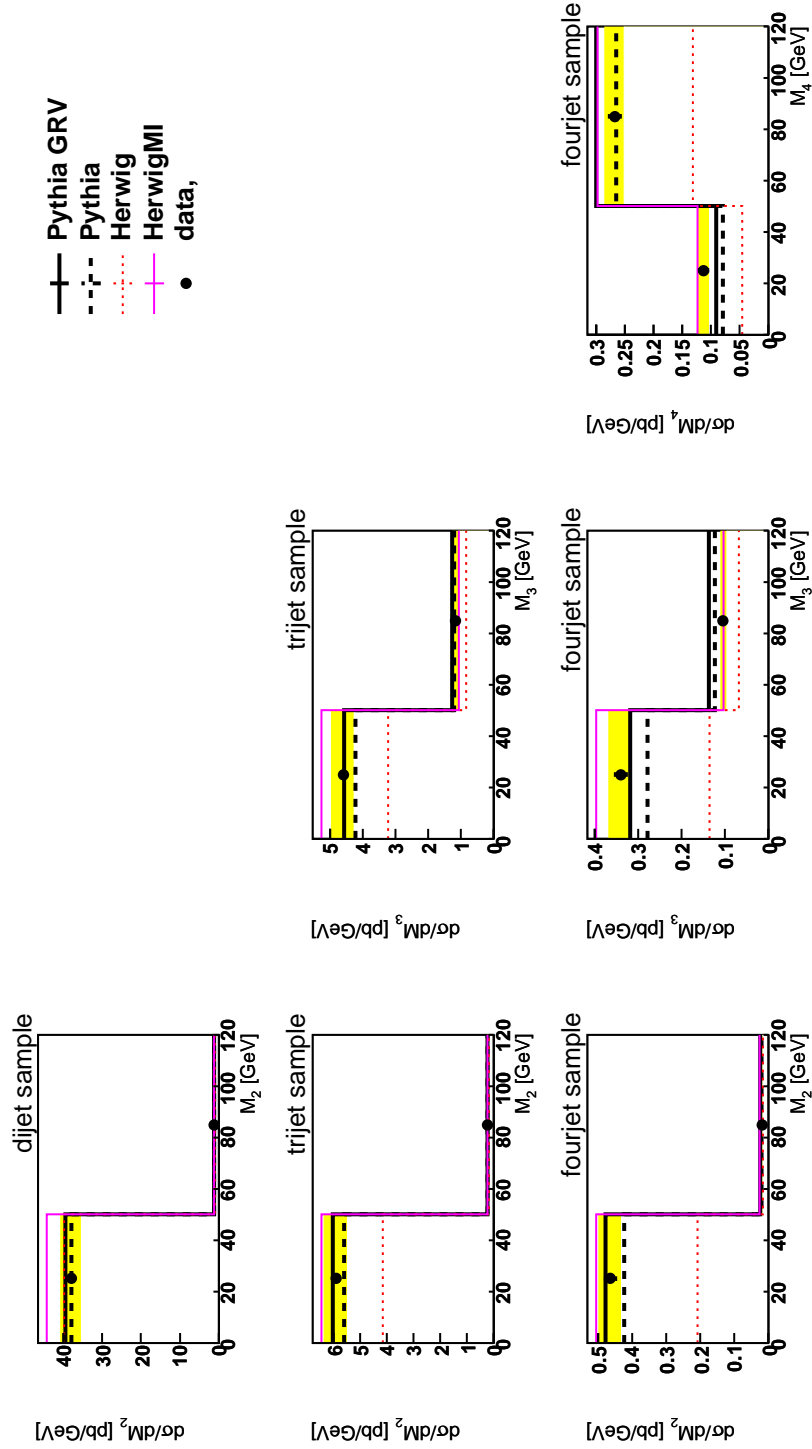 dijet sample
dσ/dM2 [pb/GeV]
40
30
20
10
0
0 20 40 60 80 100 120
M2 [GeV]
Pythia GRV
Pythia
Herwig
HerwigMI
data,
trijet sample
dσ/dM2 [pb/GeV]
6
5
4
3
2
1
0
0 20 40 60 80 100 120
M2 [GeV]
trijet sample
dσ/dM3 [pb/GeV]
5
4
3
2
1
0
0 20 40 60 80 100 120
M3 [GeV]
fourjet sample
dσ/dM2 [pb/GeV]
0.5
0.4
0.3
0.2
0.1
0
0 20 40 60 80 100 120
M2 [GeV]
fourjet sample
dσ/dM3 [pb/GeV]
0.4
0.3
0.2
0.1
0
0 20 40 60 80 100 120
M3 [GeV]
fourjet sample
dσ/dM4 [pb/GeV]
0.3
0.25
0.2
0.15
0.1
0.05
0
0 20 40 60 80 100 120
M4 [GeV]